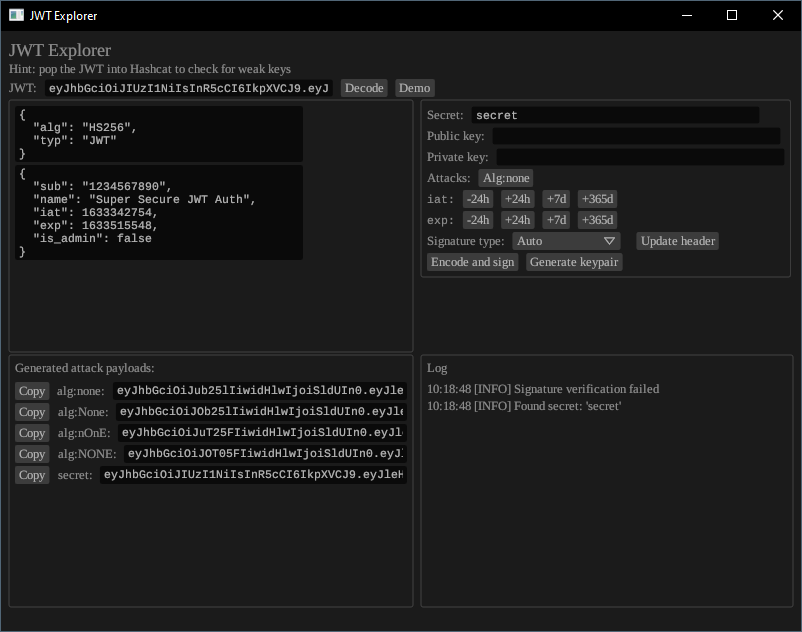 JWT Explorer
JWT Explorer
Hint: pop the JWT into Hashcat to check for weak keys
JWT: eyJhbGciOiJIUzI1NiIsInR5cCI6IkpXVCJ9.eyJ Decode Demo
{
"alg": "HS256",
"typ": "JWT"
}
{
"sub": "1234567890",
"name": "Super Secure JWT Auth",
"iat": 1633342754,
"exp": 1633515548,
"is_admin": false
}
Secret: secret
Public key:
Private key:
Attacks: Alg:none
iat: -24h +24h +7d +365d
exp: -24h +24h +7d +365d
Signature type: Auto Update header
Encode and sign Generate keypair
Generated attack payloads:
Copy alg:none: eyJhbGciOiJub25lIiwidHlwIjoiSldUIn0.eyJle
Copy alg:None: eyJhbGciOiJOb25lIiwidHlwIjoiSldUIn0.eyJle
Copy alg:nOnE: eyJhbGciOiJuT25FIiwidHlwIjoiSldUIn0.eyJl
Copy alg:NONE: eyJhbGciOiJOT05FIiwidHlwIjoiSldUIn0.eyJ
Copy secret: eyJhbGciOiJIUzI1NiIsInR5cCI6IkpXVCJ9.eyJleH
Log
10:18:48 [INFO] Signature verification failed
10:18:48 [INFO] Found secret: 'secret'